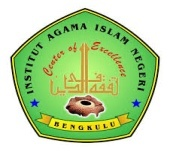 INSTITUT AGAMA ISLAM NEGERI
Center of Excellence
BENGKULU